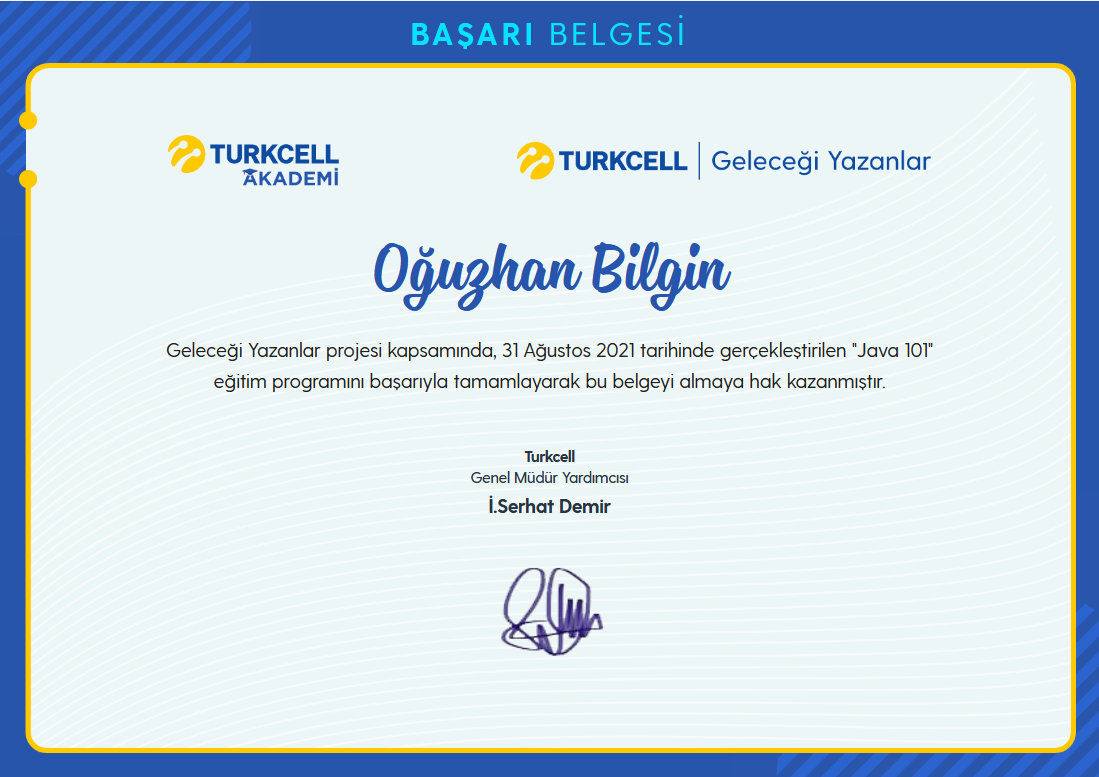 BAŞARI BELGESİ
TURKCELL
AKADEMİ
TURKCELL | Geleceği Yazanlar
Oğuzhan Bilgin
Geleceği Yazanlar projesi kapsamında, 31 Ağustos 2021 tarihinde gerçekleştirilen "Java 101"
eğitim programını başarıyla tamamlayarak bu belgeyi almaya hak kazanmıştır.
Turkcell
Genel Müdür Yardımcısı
İ.Serhat Demir